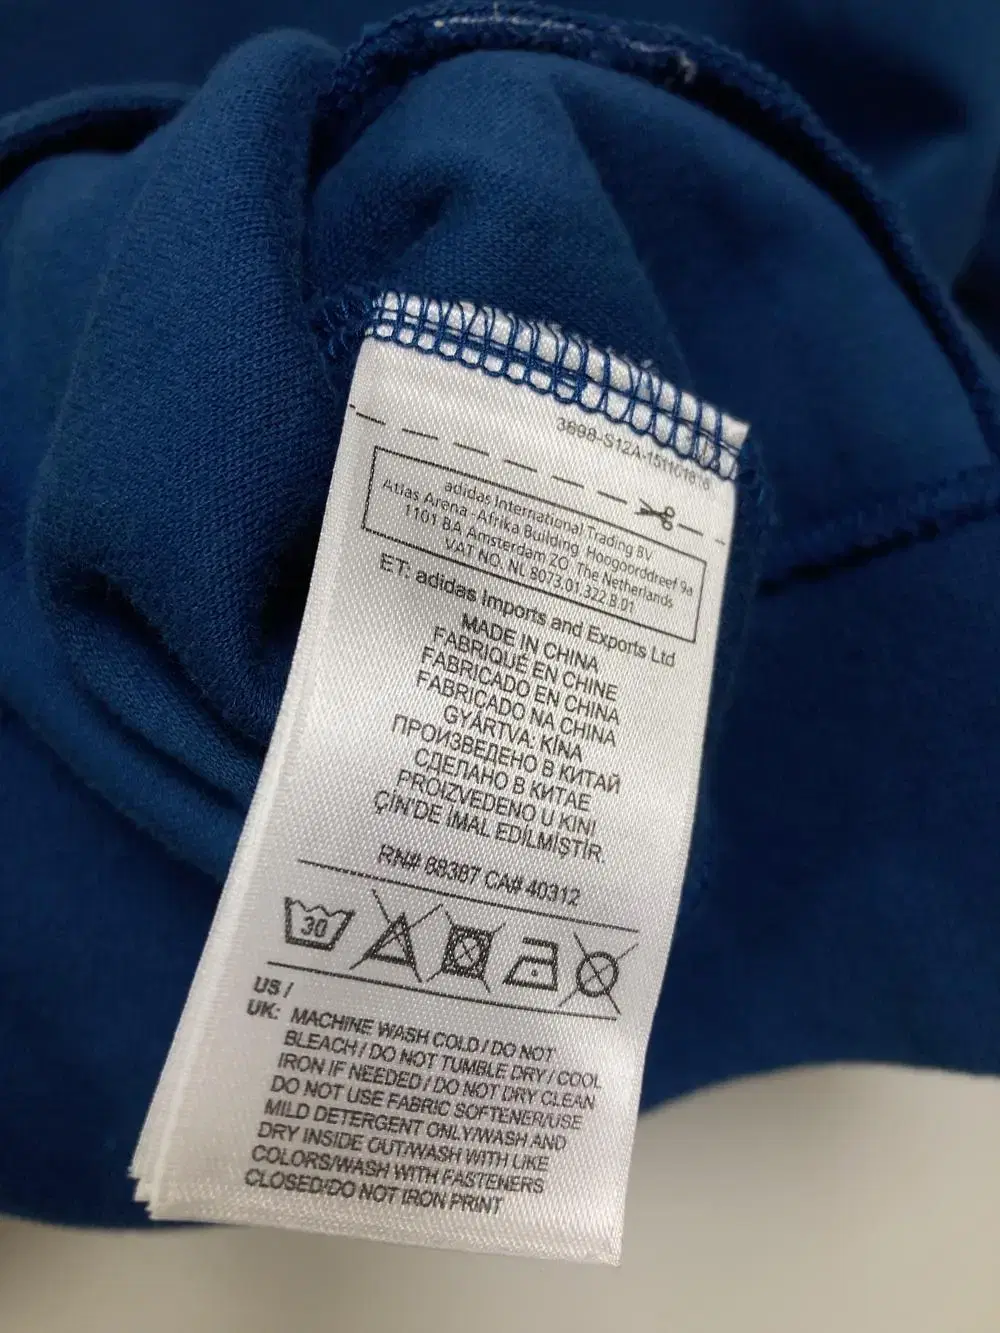 3898-S12A-151101818
adidas International Trading BV
Atlas Arena - Afrika Building Hoogoorddreef 9a
1101 BA Amsterdam ZO The Netherlands
VAT NO. NL 8073.01.322.B.01
ET: adidas Imports and Exports Ltd
MADE IN CHINA
FABRIQUÉ EN CHINE
FABRICADO EN CHINA
FABRICADO NA CHINA
GYÁRTVA: KÍNA
ПРОИЗВЕДЕНО В КИТАЙ
СДЕЛАНО В КИТАЕ
PROIZVEDENO U KINI
ÇİN'DE İMAL EDİLMİŞTİR.
RN# 88387 CA# 40312
30
US /
UK: MACHINE WASH COLD / DO NOT
BLEACH / DO NOT TUMBLE DRY / COOL
IRON IF NEEDED / DO NOT DRY CLEAN
DO NOT USE FABRIC SOFTENER/USE
MILD DETERGENT ONLY/WASH AND
DRY INSIDE OUT/WASH WITH LIKE
COLORS/WASH WITH FASTENERS
CLOSED/DO NOT IRON PRINT